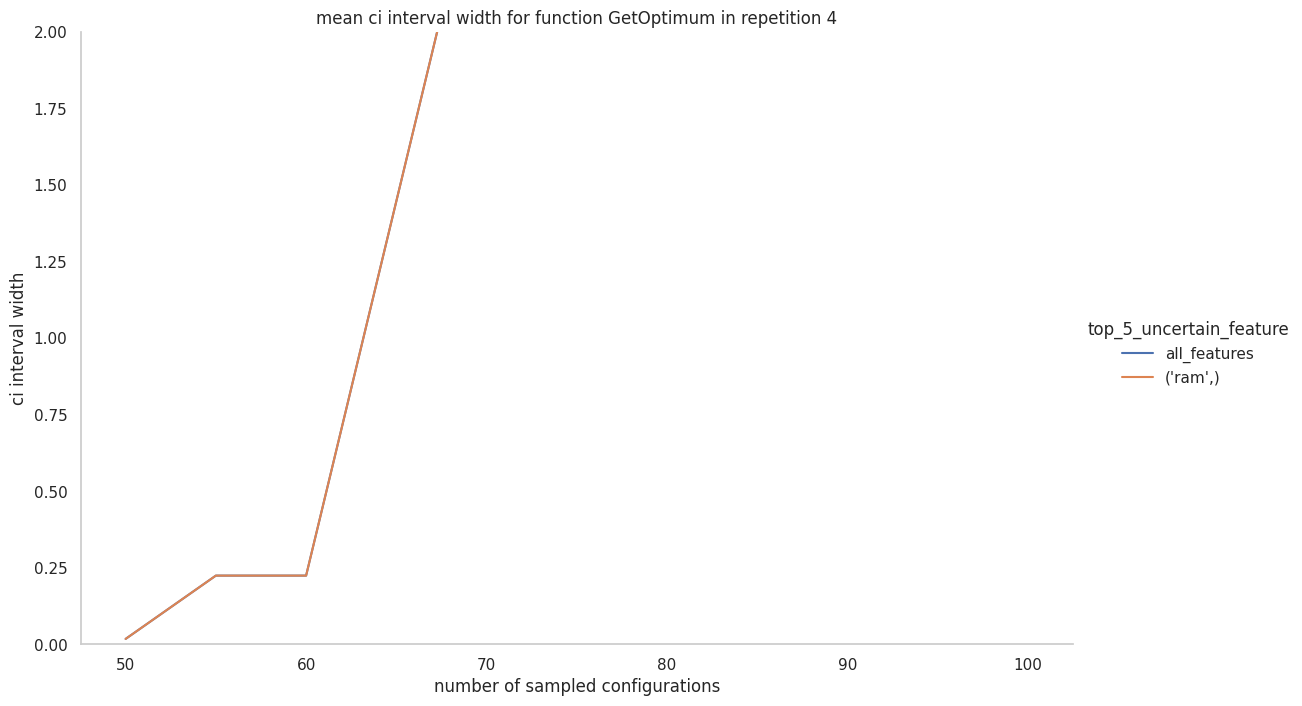 mean ci interval width for function GetOptimum in repetition 4
2.00
1.75
1.50
1.25
1.00
0.75
0.50
0.25
0.00
ci interval width
50
60
70
80
90
100
number of sampled configurations
top_5_uncertain_feature
all_features
('ram',)